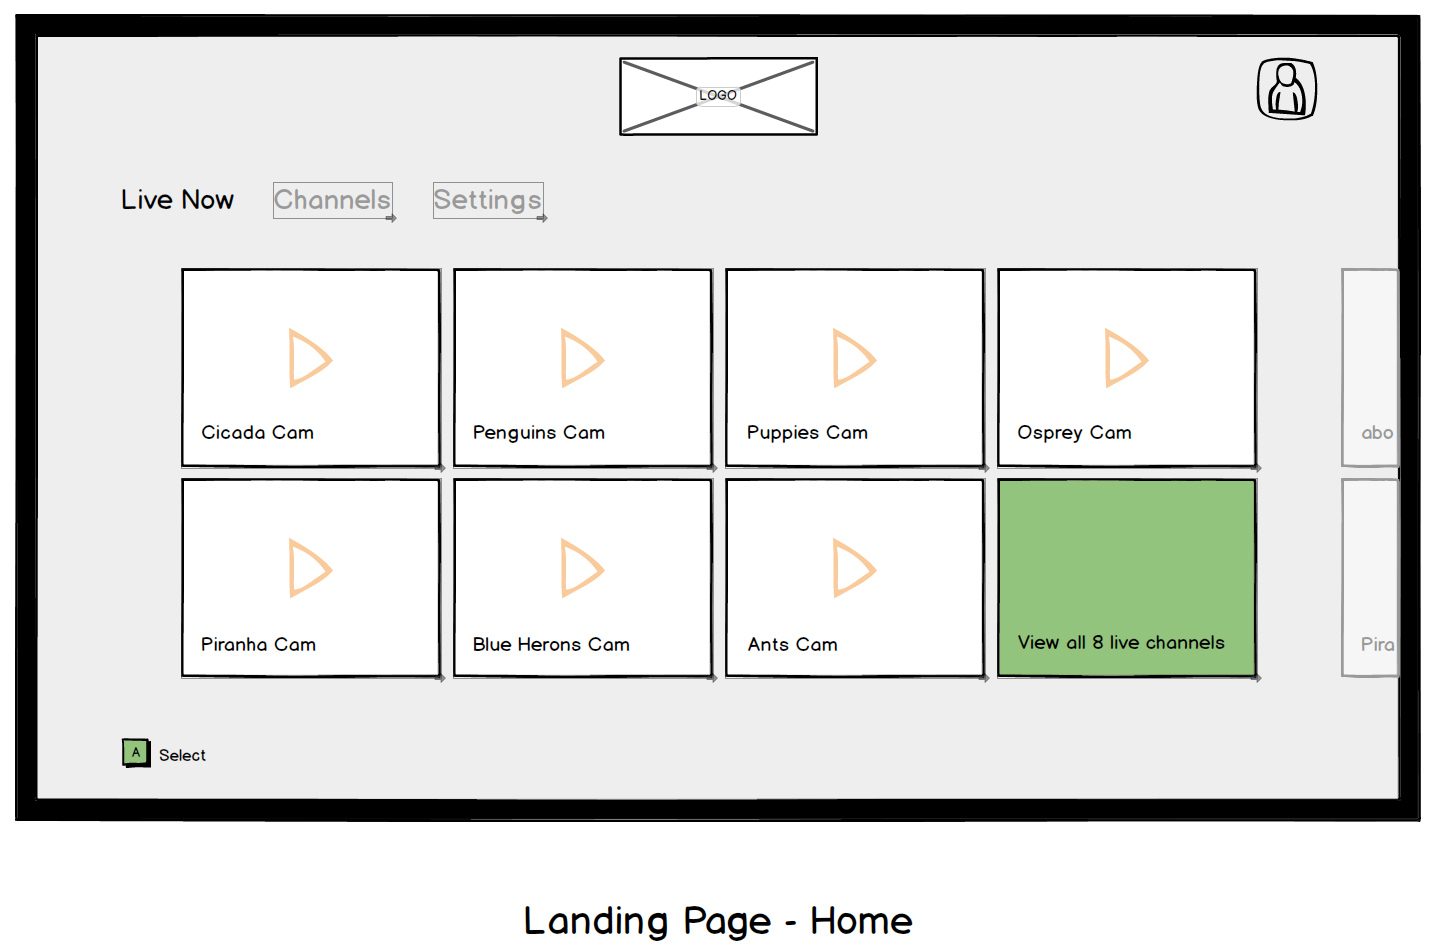 LOGO
Live Now Channels Settings
Cicada Cam
Penguins Cam
Puppies Cam
Osprey Cam
abo
Piranha Cam
Blue Herons Cam
Ants Cam
View all 8 live channels
Pira
A Select
Landing Page - Home